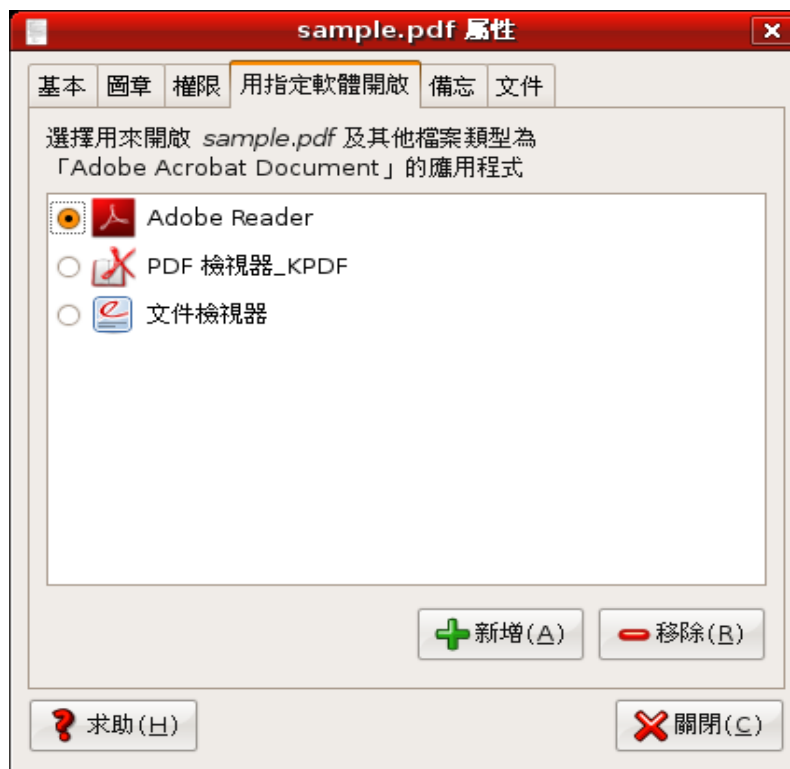 sample.pdf 屬性
基本 圖章 權限 用指定軟體開啟 備忘 文件
選擇用來開啟 sample.pdf 及其他檔案類型為
「Adobe Acrobat Document」的應用程式
Adobe Reader
PDF 檢視器_KPDF
文件檢視器
新增(A) 移除(R)
求助(H) 關閉(C)